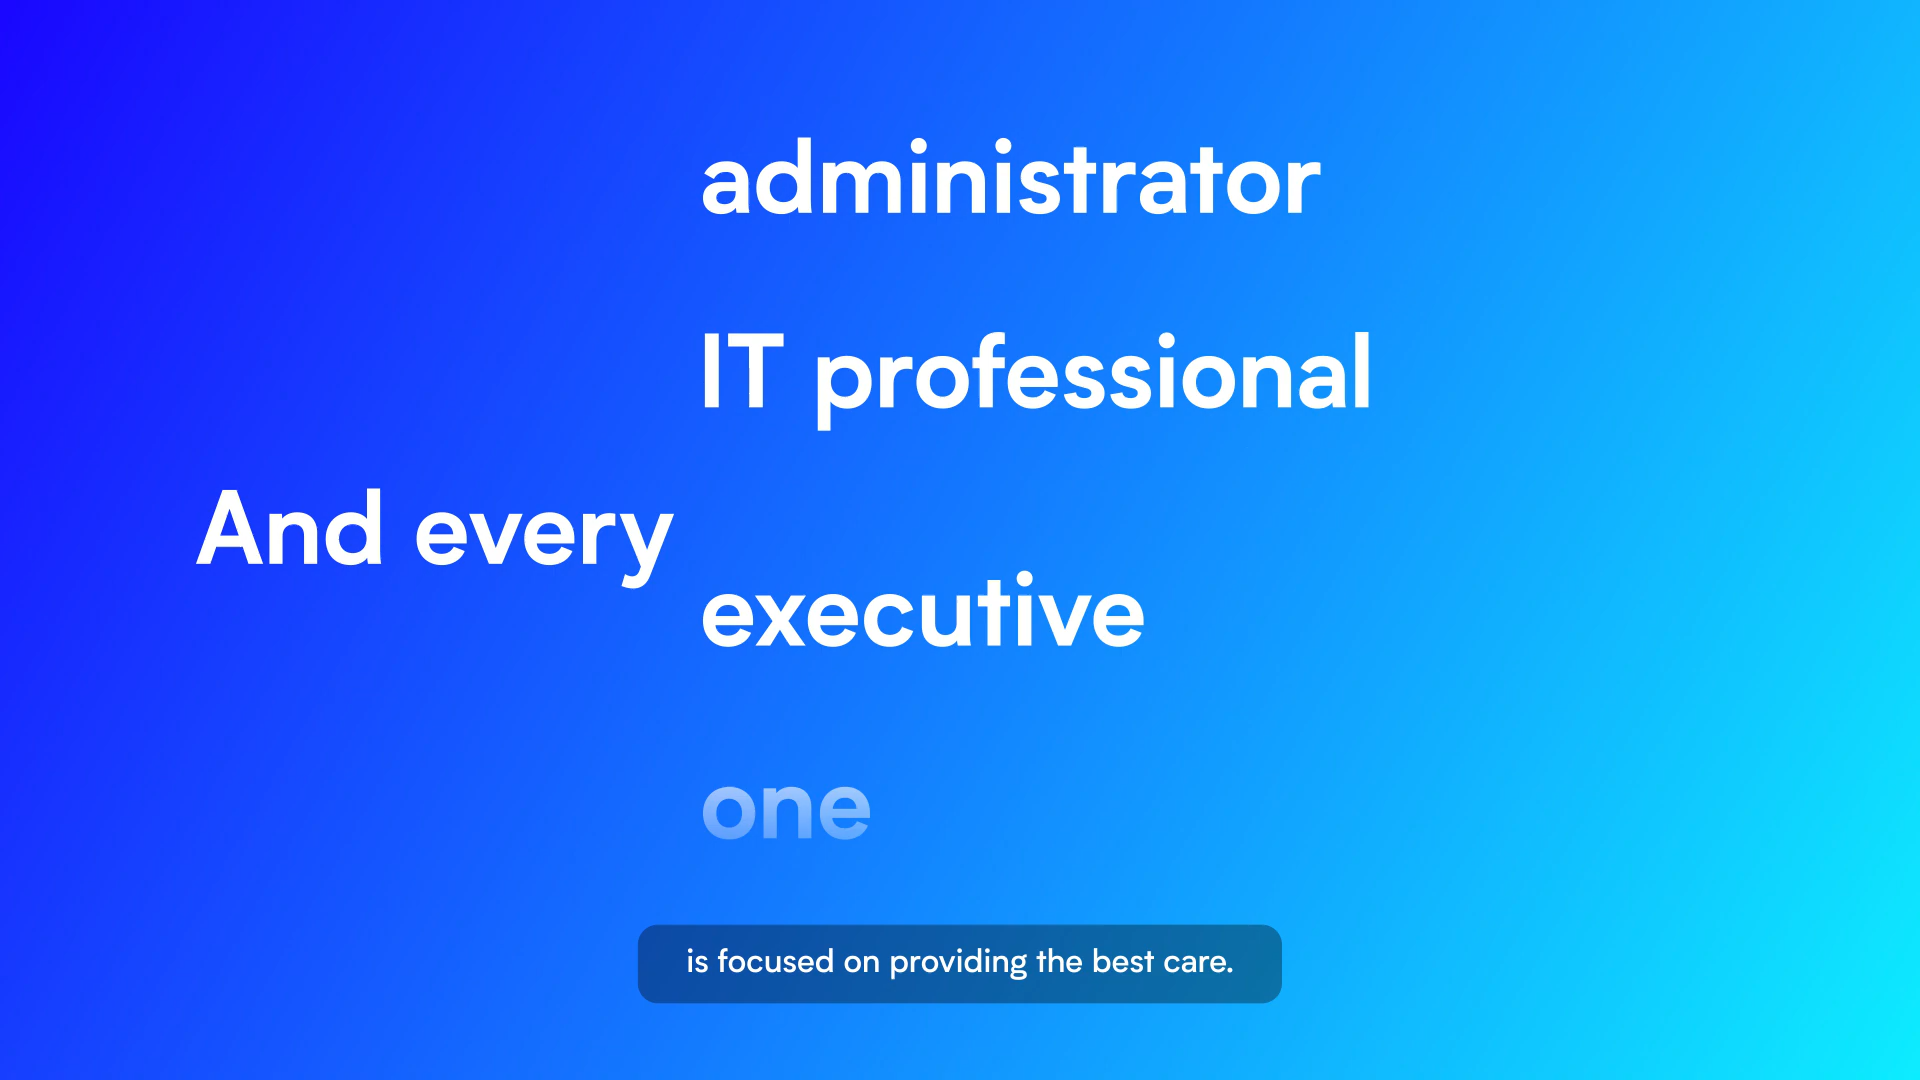 administrator
IT professional
And every
executive
one
is focused on providing the best care.